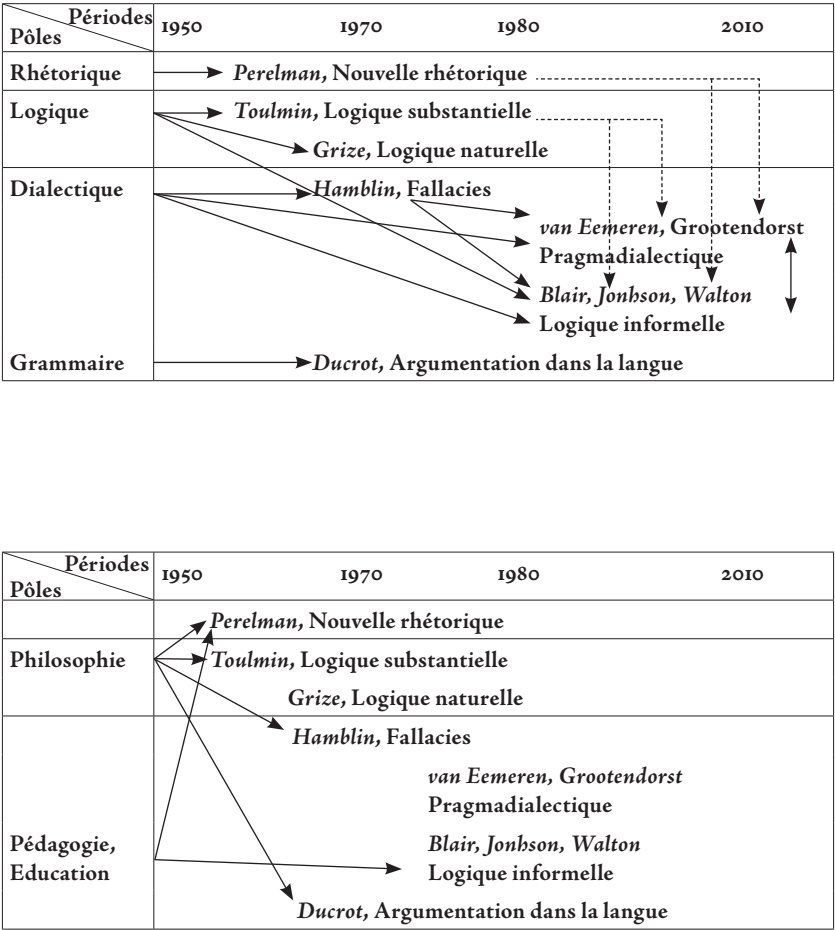 Périodes
Pôles
1950 1970 1980 2010
Rhétorique Perelman, Nouvelle rhétorique
Logique Toulmin, Logique substantielle
Grize, Logique naturelle
Dialectique Hamblin, Fallacies
van Eemeren, Grootendorst
Pragmadialectique
Blair, Jonhson, Walton
Logique informelle
Grammaire Ducrot, Argumentation dans la langue
Périodes
Pôles
1950 1970 1980 2010
Perelman, Nouvelle rhétorique
Philosophie Toulmin, Logique substantielle
Grize, Logique naturelle
Hamblin, Fallacies
van Eemeren, Grootendorst
Pragmadialectique
Pédagogie, Blair, Jonhson, Walton
Education Logique informelle
Ducrot, Argumentation dans la langue